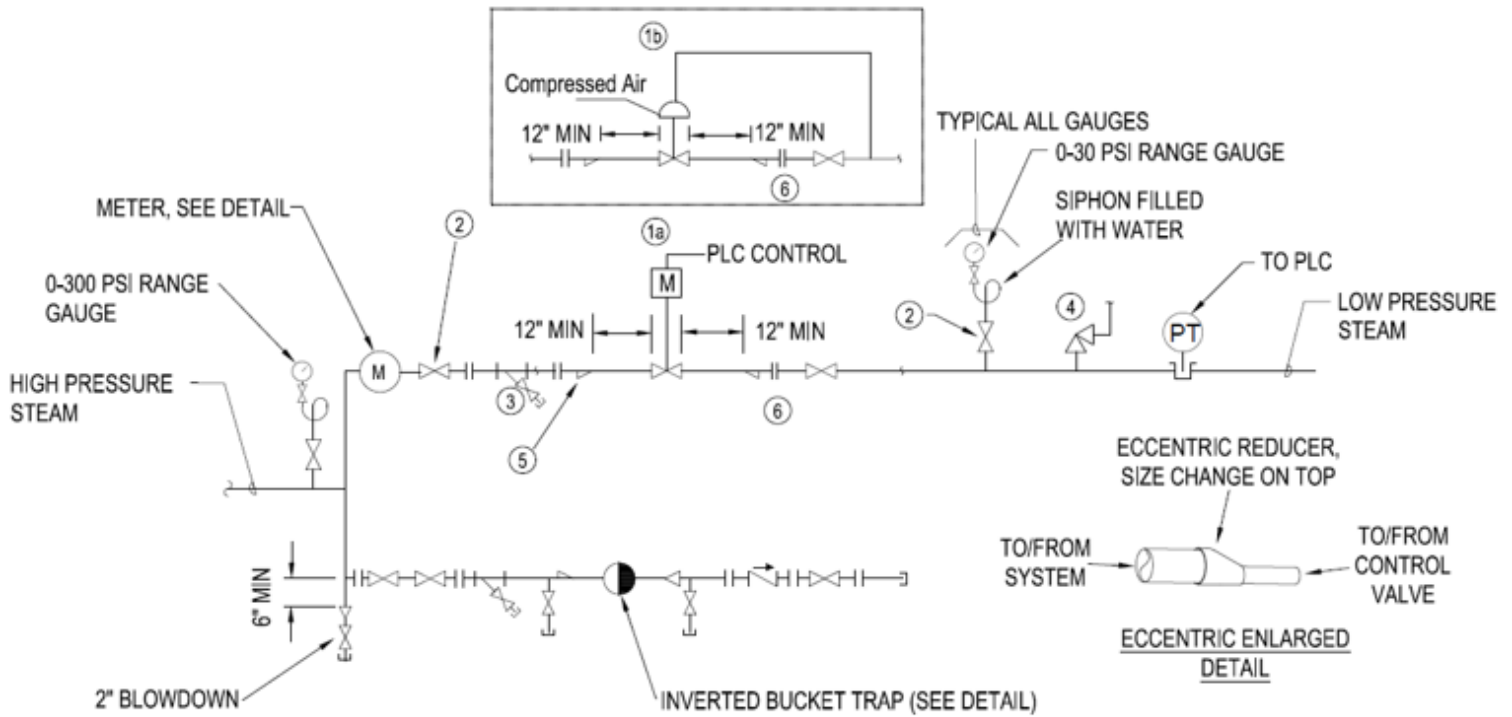 1b
Compressed Air
12" MIN
12" MIN
6
TYPICAL ALL GAUGES
0-30 PSI RANGE GAUGE
SIPHON FILLED
WITH WATER
METER, SEE DETAIL
2
1a
PLC CONTROL
M
0-300 PSI RANGE
GAUGE
12" MIN
12" MIN
2
4
TO PLC
PT
LOW PRESSURE
STEAM
HIGH PRESSURE
STEAM
M
3
5
6
ECCENTRIC REDUCER,
SIZE CHANGE ON TOP
TO/FROM
SYSTEM
TO/FROM
CONTROL
VALVE
ECCENTRIC ENLARGED
DETAIL
6" MIN
2" BLOWDOWN
INVERTED BUCKET TRAP (SEE DETAIL)